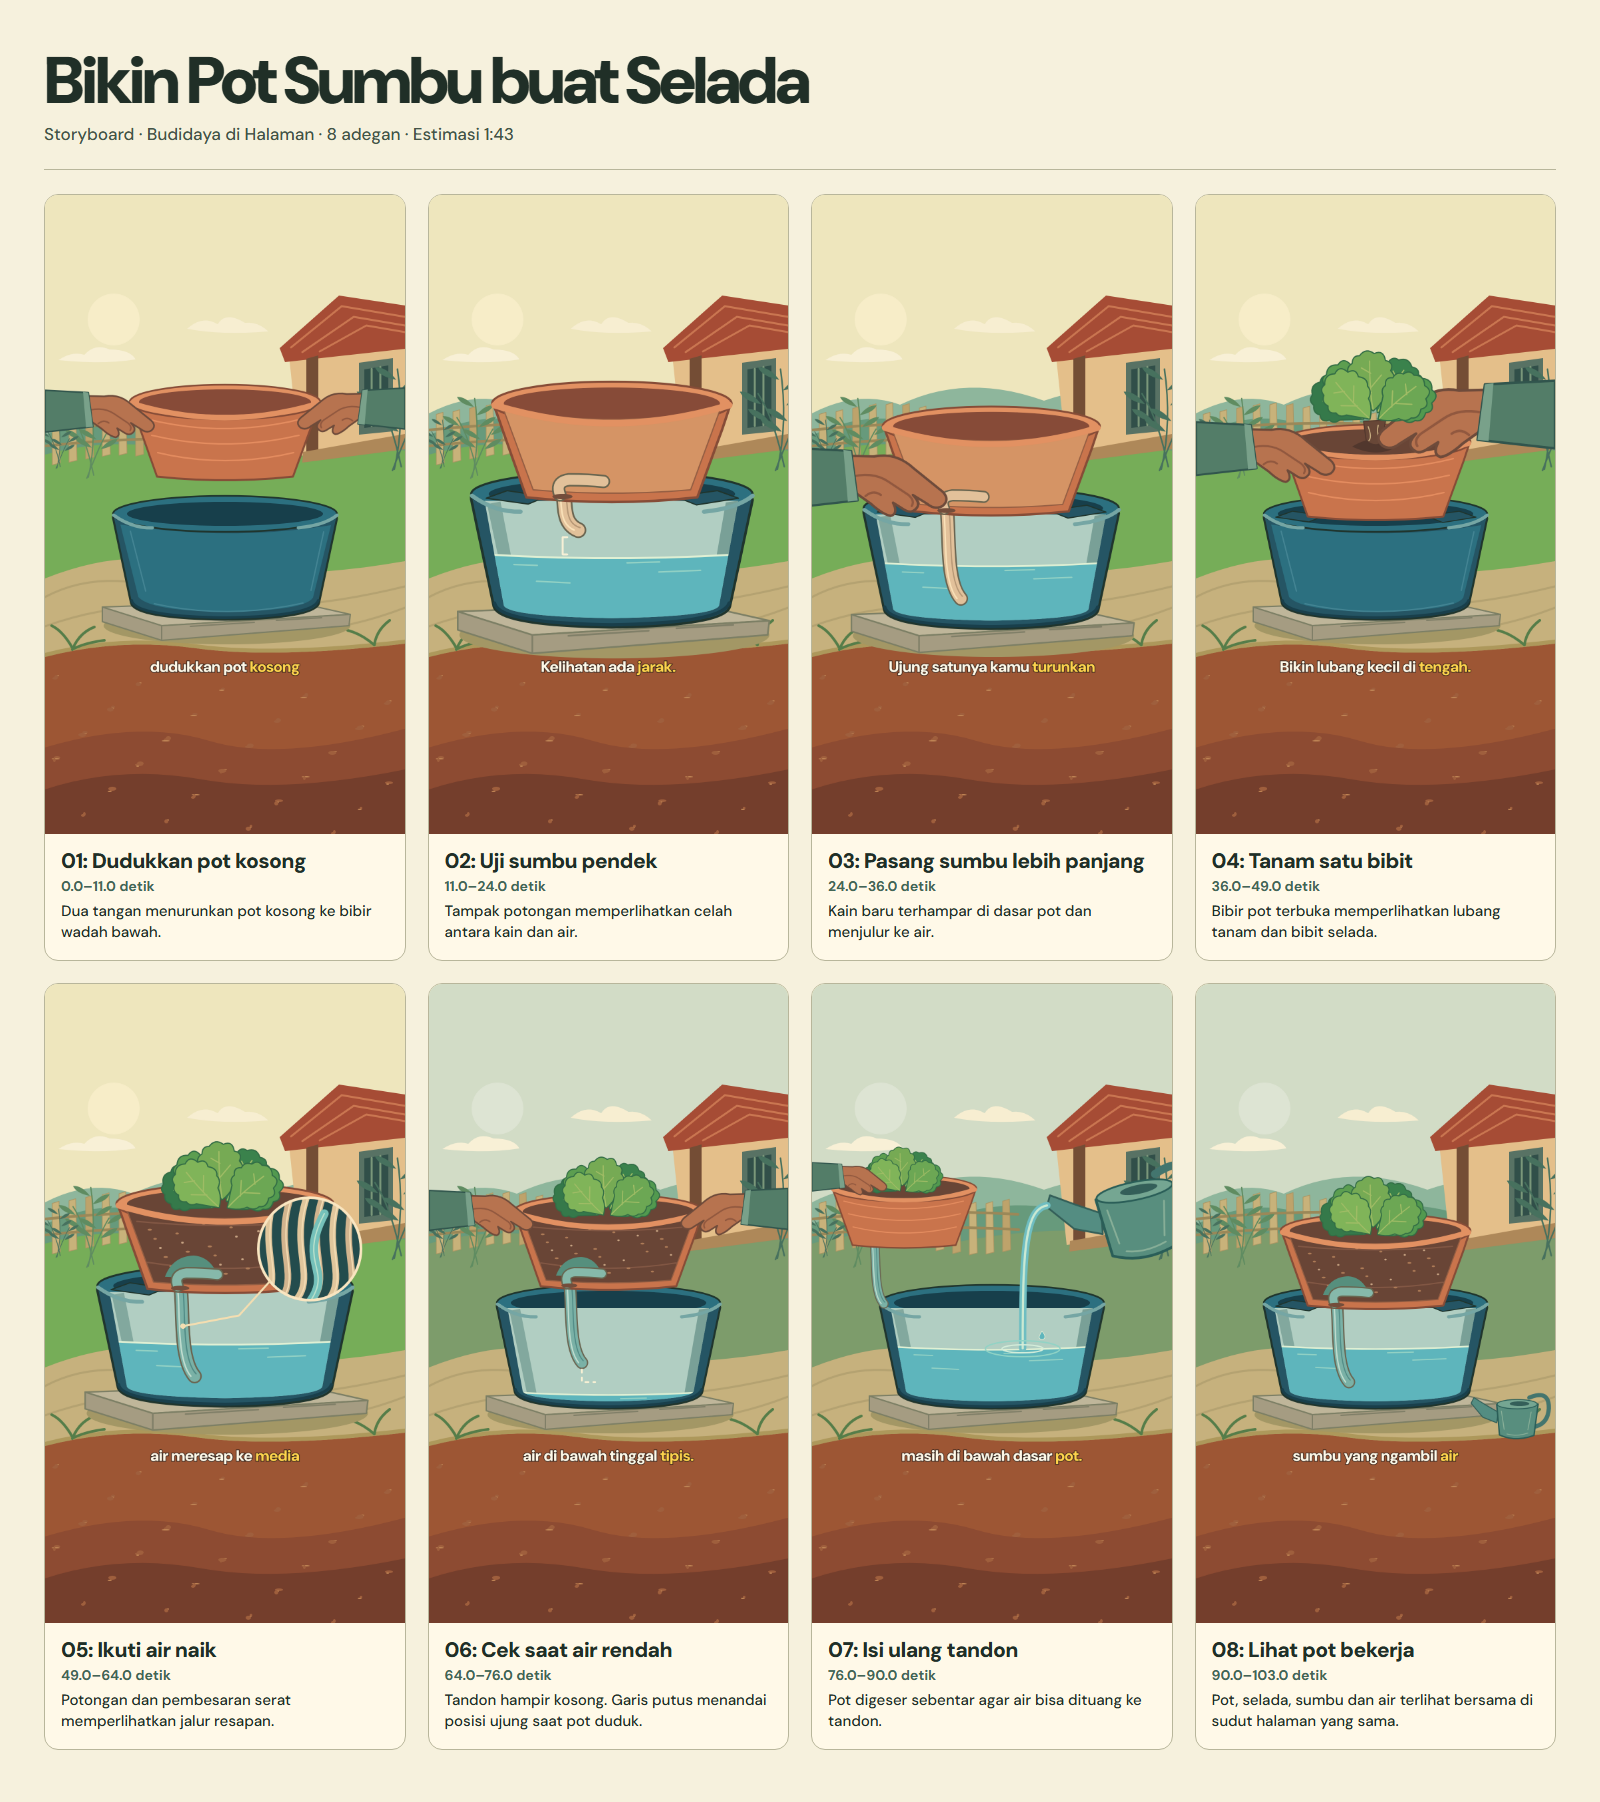 Bikin Pot Sumbu buat Selada
Storyboard · Budidaya di Halaman · 8 adegan · Estimasi 1:43
dudukkan pot kosong
01: Dudukkan pot kosong
0.0–11.0 detik
Dua tangan menurunkan pot kosong ke bibir
wadah bawah.
Kelihatan ada jarak.
02: Uji sumbu pendek
11.0–24.0 detik
Tampak potongan memperlihatkan celah
antara kain dan air.
Ujung satunya kamu turunkan
03: Pasang sumbu lebih panjang
24.0–36.0 detik
Kain baru terhampar di dasar pot dan
menjulur ke air.
Bikin lubang kecil di tengah.
04: Tanam satu bibit
36.0–49.0 detik
Bibir pot terbuka memperlihatkan lubang
tanam dan bibit selada.
air meresap ke media
05: Ikuti air naik
49.0–64.0 detik
Potongan dan pembesaran serat
memperlihatkan jalur resapan.
air di bawah tinggal tipis.
06: Cek saat air rendah
64.0–76.0 detik
Tandon hampir kosong. Garis putus menandai
posisi ujung saat pot duduk.
masih di bawah dasar pot.
07: Isi ulang tandon
76.0–90.0 detik
Pot digeser sebentar agar air bisa dituang ke
tandon.
sumbu yang ngambil air
08: Lihat pot bekerja
90.0–103.0 detik
Pot, selada, sumbu dan air terlihat bersama di
sudut halaman yang sama.